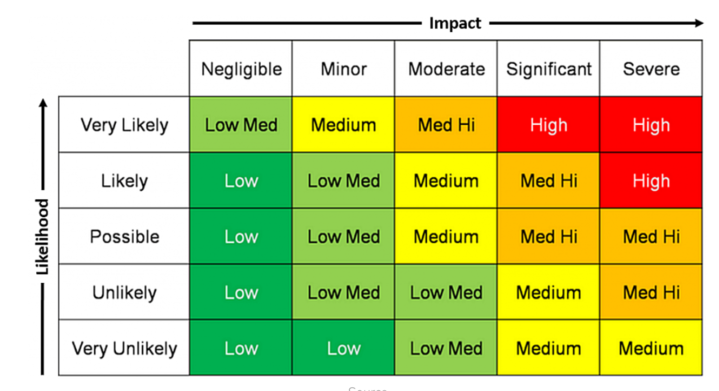 Impact
Negligible Minor Moderate Significant Severe
Very Likely Low Med Medium Med Hi High High
Likely Low Low Med Medium Med Hi High
Likelihood
Possible Low Low Med Medium Med Hi Med Hi
Unlikely Low Low Med Low Med Medium Med Hi
Very Unlikely Low Low Low Med Medium Medium